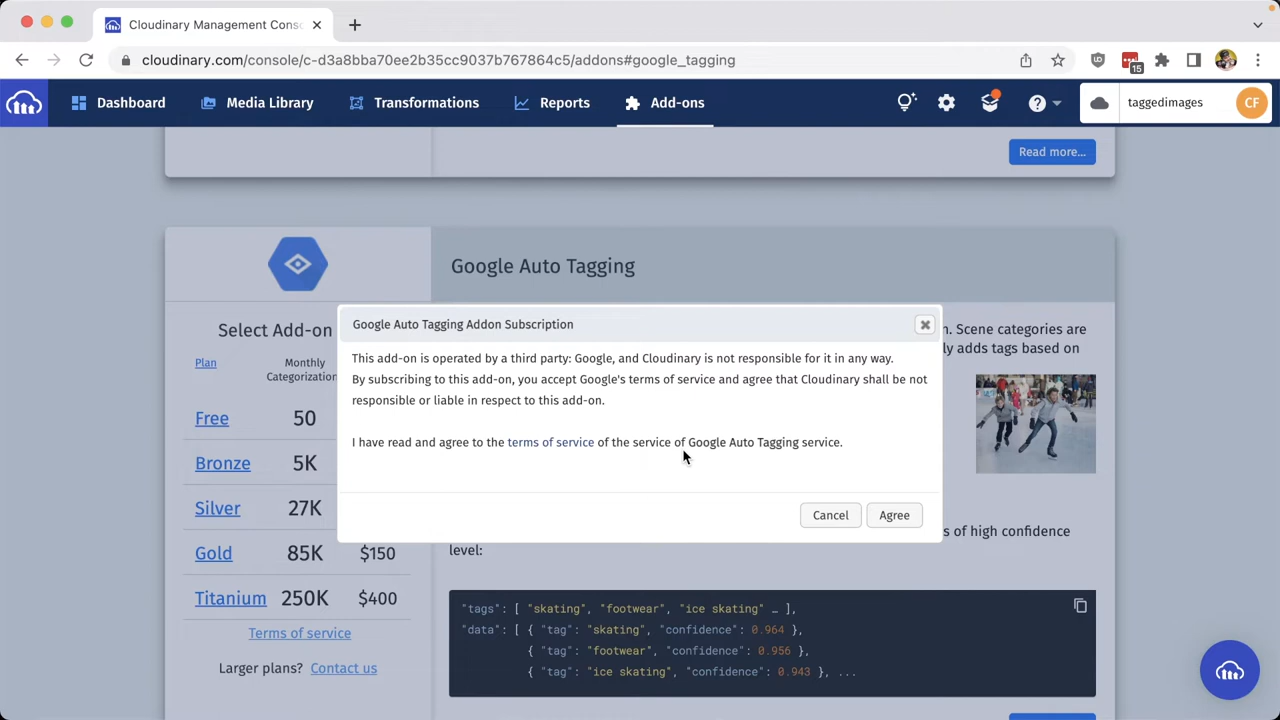 Cloudinary Management Conso
cloudinary.com/console/c-d3a8bba70ee2b35cc9037b767864c5/addons#google_tagging
15
Dashboard
Media Library
Transformations
Reports
Add-ons
taggedimages
CF
Read more...
Google Auto Tagging
Select Add-on
Plan
Monthly
Categorization
Free 50
Bronze 5K
Silver 27K
Gold 85K $150
Titanium 250K $400
Terms of service
Larger plans? Contact us
n. Scene categories are
ly adds tags based on
Google Auto Tagging Addon Subscription
This add-on is operated by a third party: Google, and Cloudinary is not responsible for it in any way.
By subscribing to this add-on, you accept Google's terms of service and agree that Cloudinary shall be not
responsible or liable in respect to this add-on.
I have read and agree to the terms of service of the service of Google Auto Tagging service.
Cancel
Agree
s of high confidence
level:
"tags": [ "skating", "footwear", "ice skating" … ],
"data": [ { "tag": "skating", "confidence": 0.964 },
{ "tag": "footwear", "confidence": 0.956 },
{ "tag": "ice skating", "confidence": 0.943 }, ...